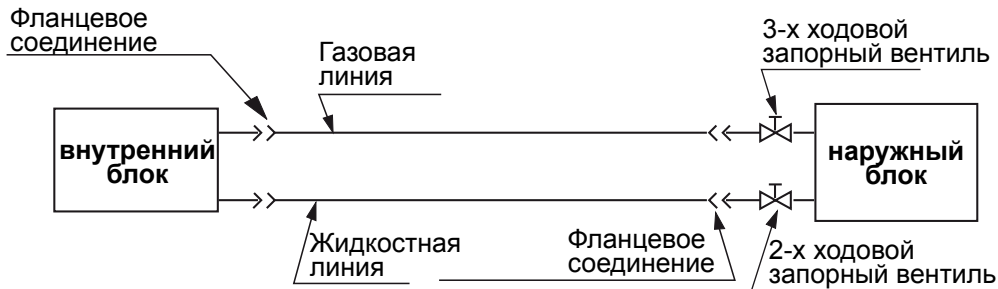 Фланцевое
соединение
Газовая
линия
3-х ходовой
запорный вентиль
внутренний
блок
наружный
блок
Жидкостная
линия
Фланцевое
соединение
2-х ходовой
запорный вентиль